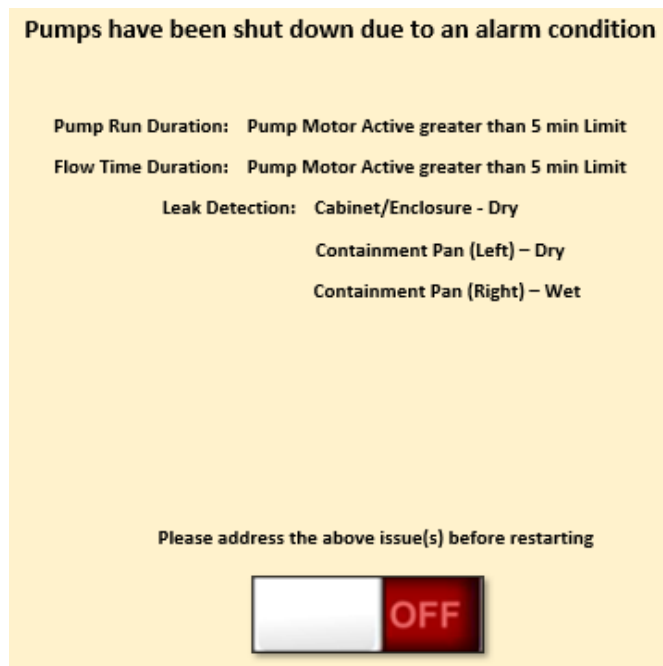 Pumps have been shut down due to an alarm condition
Pump Run Duration: Pump Motor Active greater than 5 min Limit
Flow Time Duration: Pump Motor Active greater than 5 min Limit
Leak Detection: Cabinet/Enclosure - Dry
Containment Pan (Left) – Dry
Containment Pan (Right) – Wet
Please address the above issue(s) before restarting
OFF